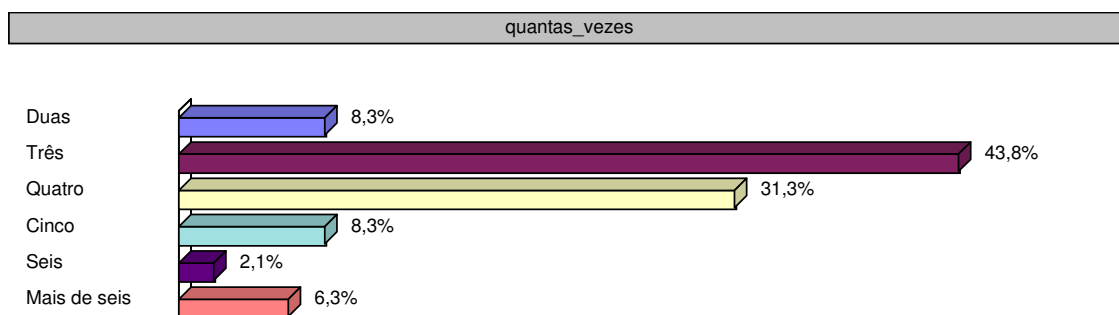 quantas_vezes
Duas 8,3%
Três 43,8%
Quatro 31,3%
Cinco 8,3%
Seis 2,1%
Mais de seis 6,3%